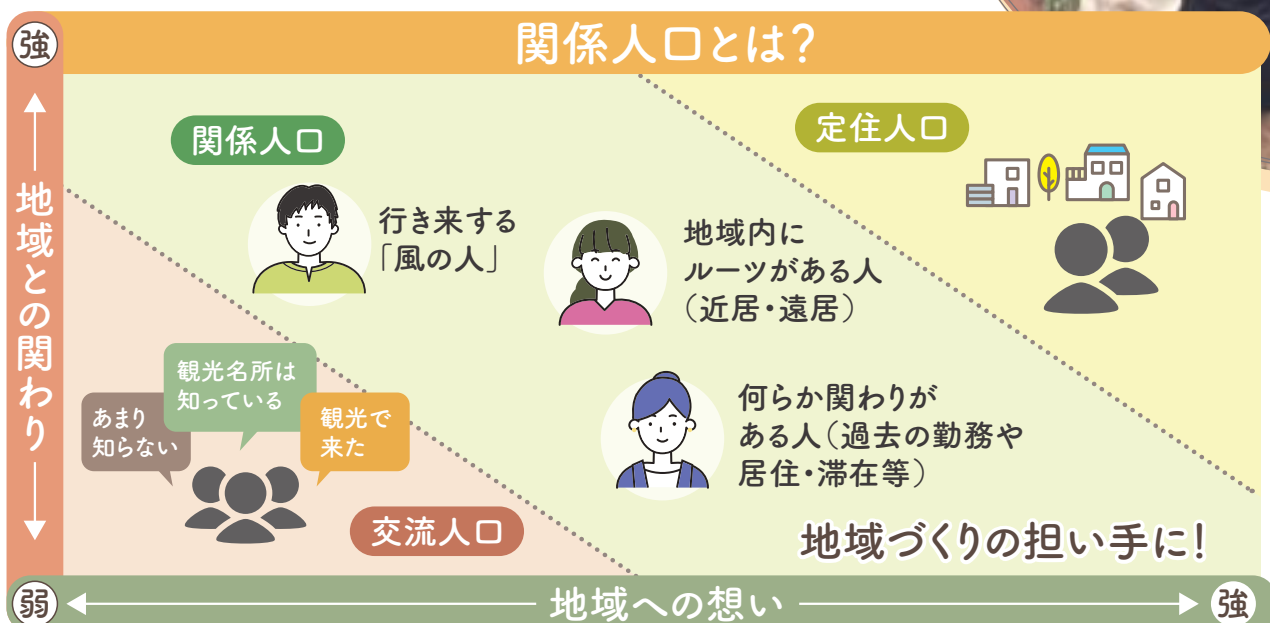 関係人口とは?
強
地域との関わり
関係人口
定住人口
行き来する
「風の人」
地域内に
ルーツがある人
（近居・遠居）
観光名所は
知っている
あまり
知らない
観光で
来た
何らか関わりが
ある人（過去の勤務や
居住・滞在等）
交流人口
地域づくりの担い手に!
弱
地域への想い
強